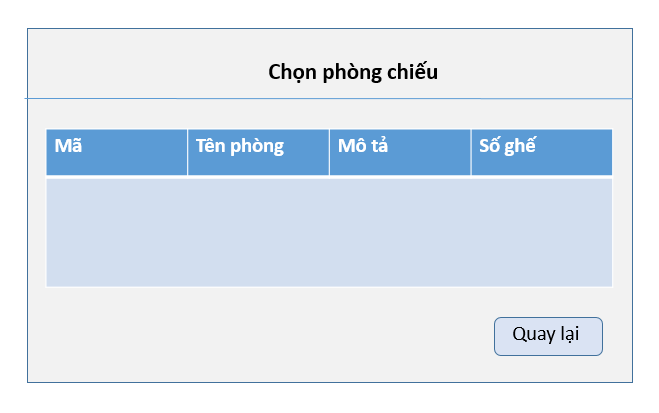 Chọn phòng chiếu
Mã Tên phòng Mô tả Số ghế
Quay lại